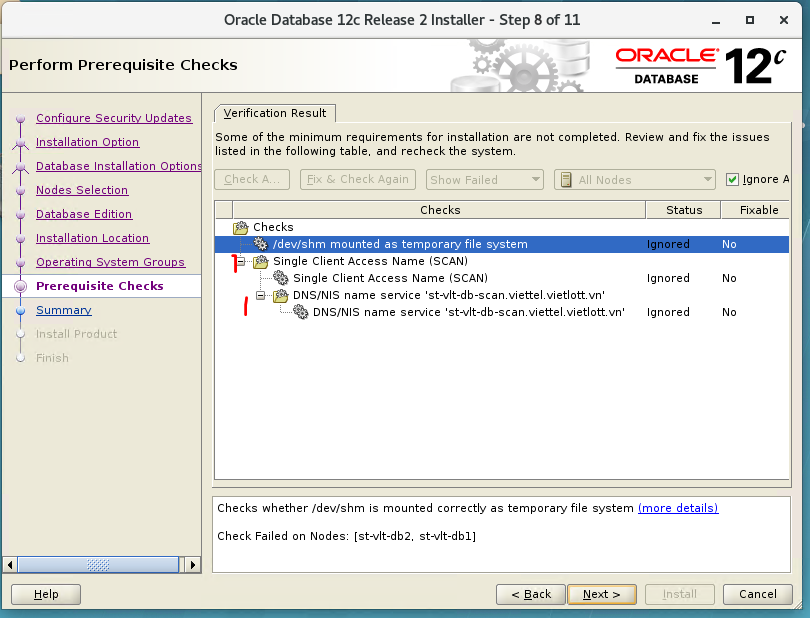 Oracle Database 12c Release 2 Installer - Step 8 of 11
Perform Prerequisite Checks
ORACLE
DATABASE
12c
Configure Security Updates
Installation Option
Database Installation Options
Nodes Selection
Database Edition
Installation Location
Operating System Groups
Prerequisite Checks
Summary
Install Product
Finish
Verification Result
Some of the minimum requirements for installation are not completed. Review and fix the issues
listed in the following table, and recheck the system.
Check A... Fix & Check Again Show Failed All Nodes Ignore A
Checks Status Fixable
Checks
/dev/shm mounted as temporary file system Ignored No
Single Client Access Name (SCAN)
Single Client Access Name (SCAN) Ignored No
DNS/NIS name service 'st-vlt-db-scan.viettel.vietlott.vn'
DNS/NIS name service 'st-vlt-db-scan.viettel.vietlott.vn' Ignored No
Checks whether /dev/shm is mounted correctly as temporary file system (more details)
Check Failed on Nodes: [st-vlt-db2, st-vlt-db1]
Help < Back Next > Install Cancel